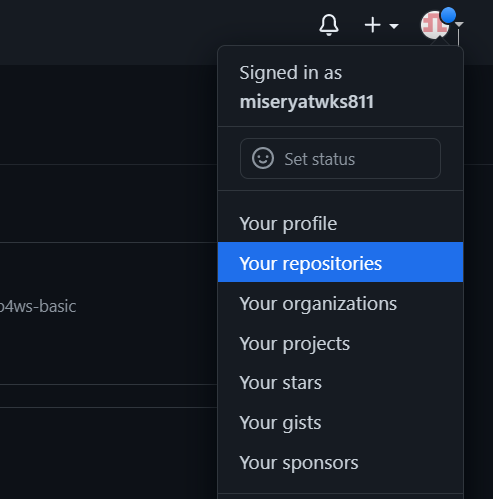 Signed in as
miseryatwks811
Set status
Your profile
Your repositories
p4ws-basic
Your organizations
Your projects
Your stars
Your gists
Your sponsors